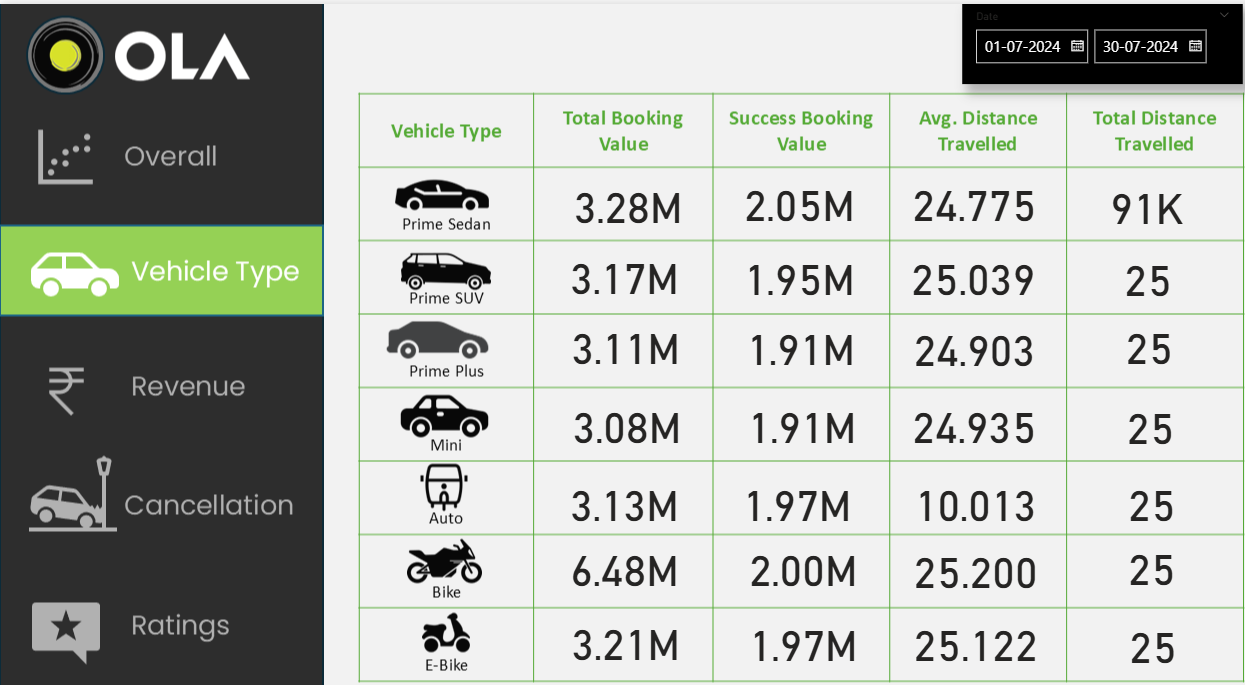 OLA
Date
01-07-2024 30-07-2024
Overall
Vehicle Type
Revenue
Cancellation
Ratings
Vehicle Type Total Booking Value Success Booking Value Avg. Distance Travelled Total Distance Travelled
Prime Sedan 3.28M 2.05M 24.775 91K
Prime SUV 3.17M 1.95M 25.039 25
Prime Plus 3.11M 1.91M 24.903 25
Mini 3.08M 1.91M 24.935 25
Auto 3.13M 1.97M 10.013 25
Bike 6.48M 2.00M 25.200 25
E-Bike 3.21M 1.97M 25.122 25